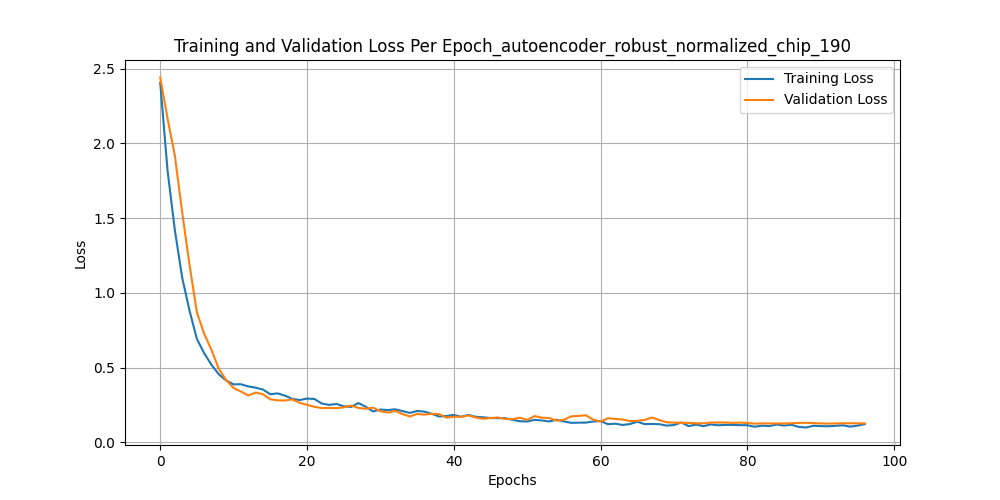 Training and Validation Loss Per Epoch_autoencoder_robust_normalized_chip_190
Training Loss
Validation Loss
2.5
2.0
1.5
1.0
0.5
0.0
Loss
0 20 40 60 80 100
Epochs